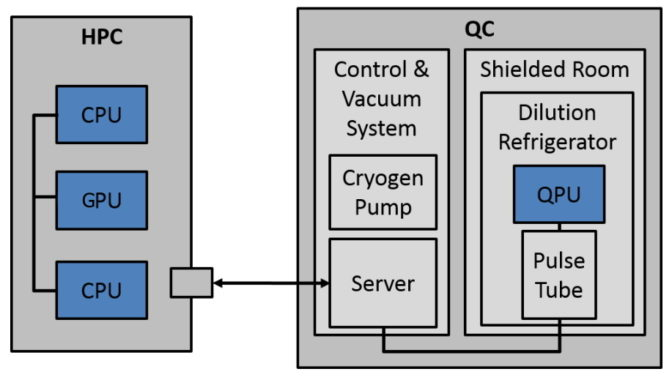 HPC
CPU
GPU
CPU
QC
Control &
Vacuum
System
Cryogen
Pump
Server
Shielded Room
Dilution
Refrigerator
QPU
Pulse
Tube